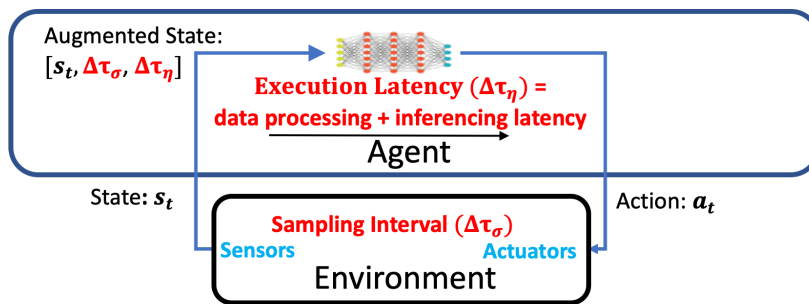 Augmented State:
[s_t, Δτ_σ, Δτ_η]
Execution Latency (Δτ_η) =
data processing + inferencing latency
Agent
State: s_t
Action: a_t
Sampling Interval (Δτ_σ)
Sensors
Actuators
Environment